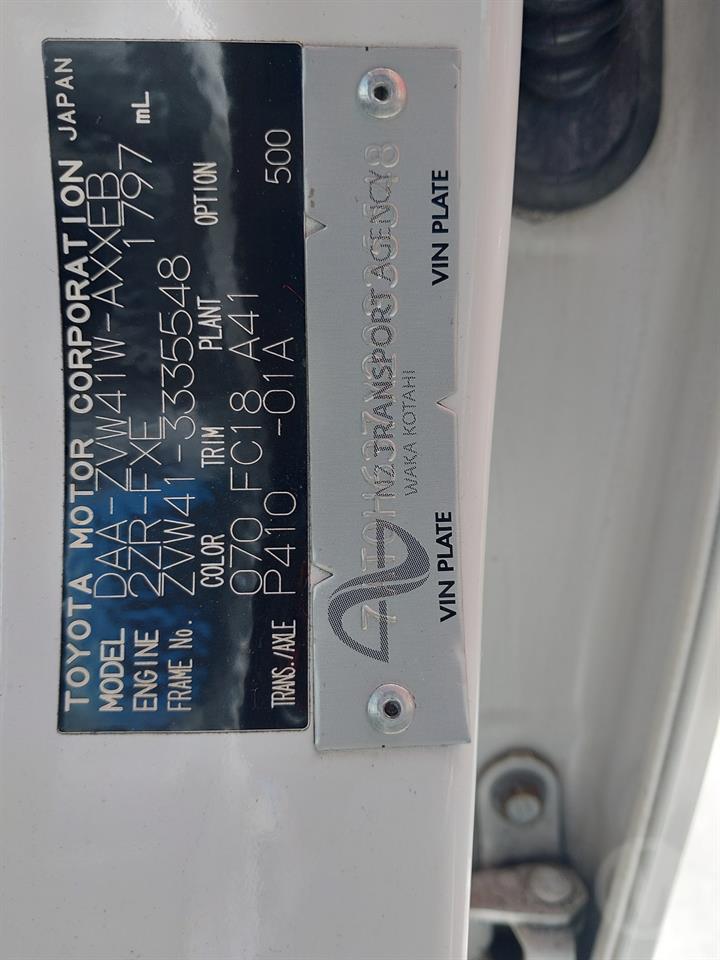 TOYOTA MOTOR CORPORATION JAPAN
MODEL DAA-ZVW41W-AXXEB
ENGINE 2ZR-FXE 1797 mL
FRAME No. ZVW41-3335548
COLOR TRIM PLANT OPTION
070 FC18 A41
TRANS./AXLE P410 -01A 500
NZ TRANSPORT AGENCY
WAKA KOTAHI
VIN PLATE VIN PLATE